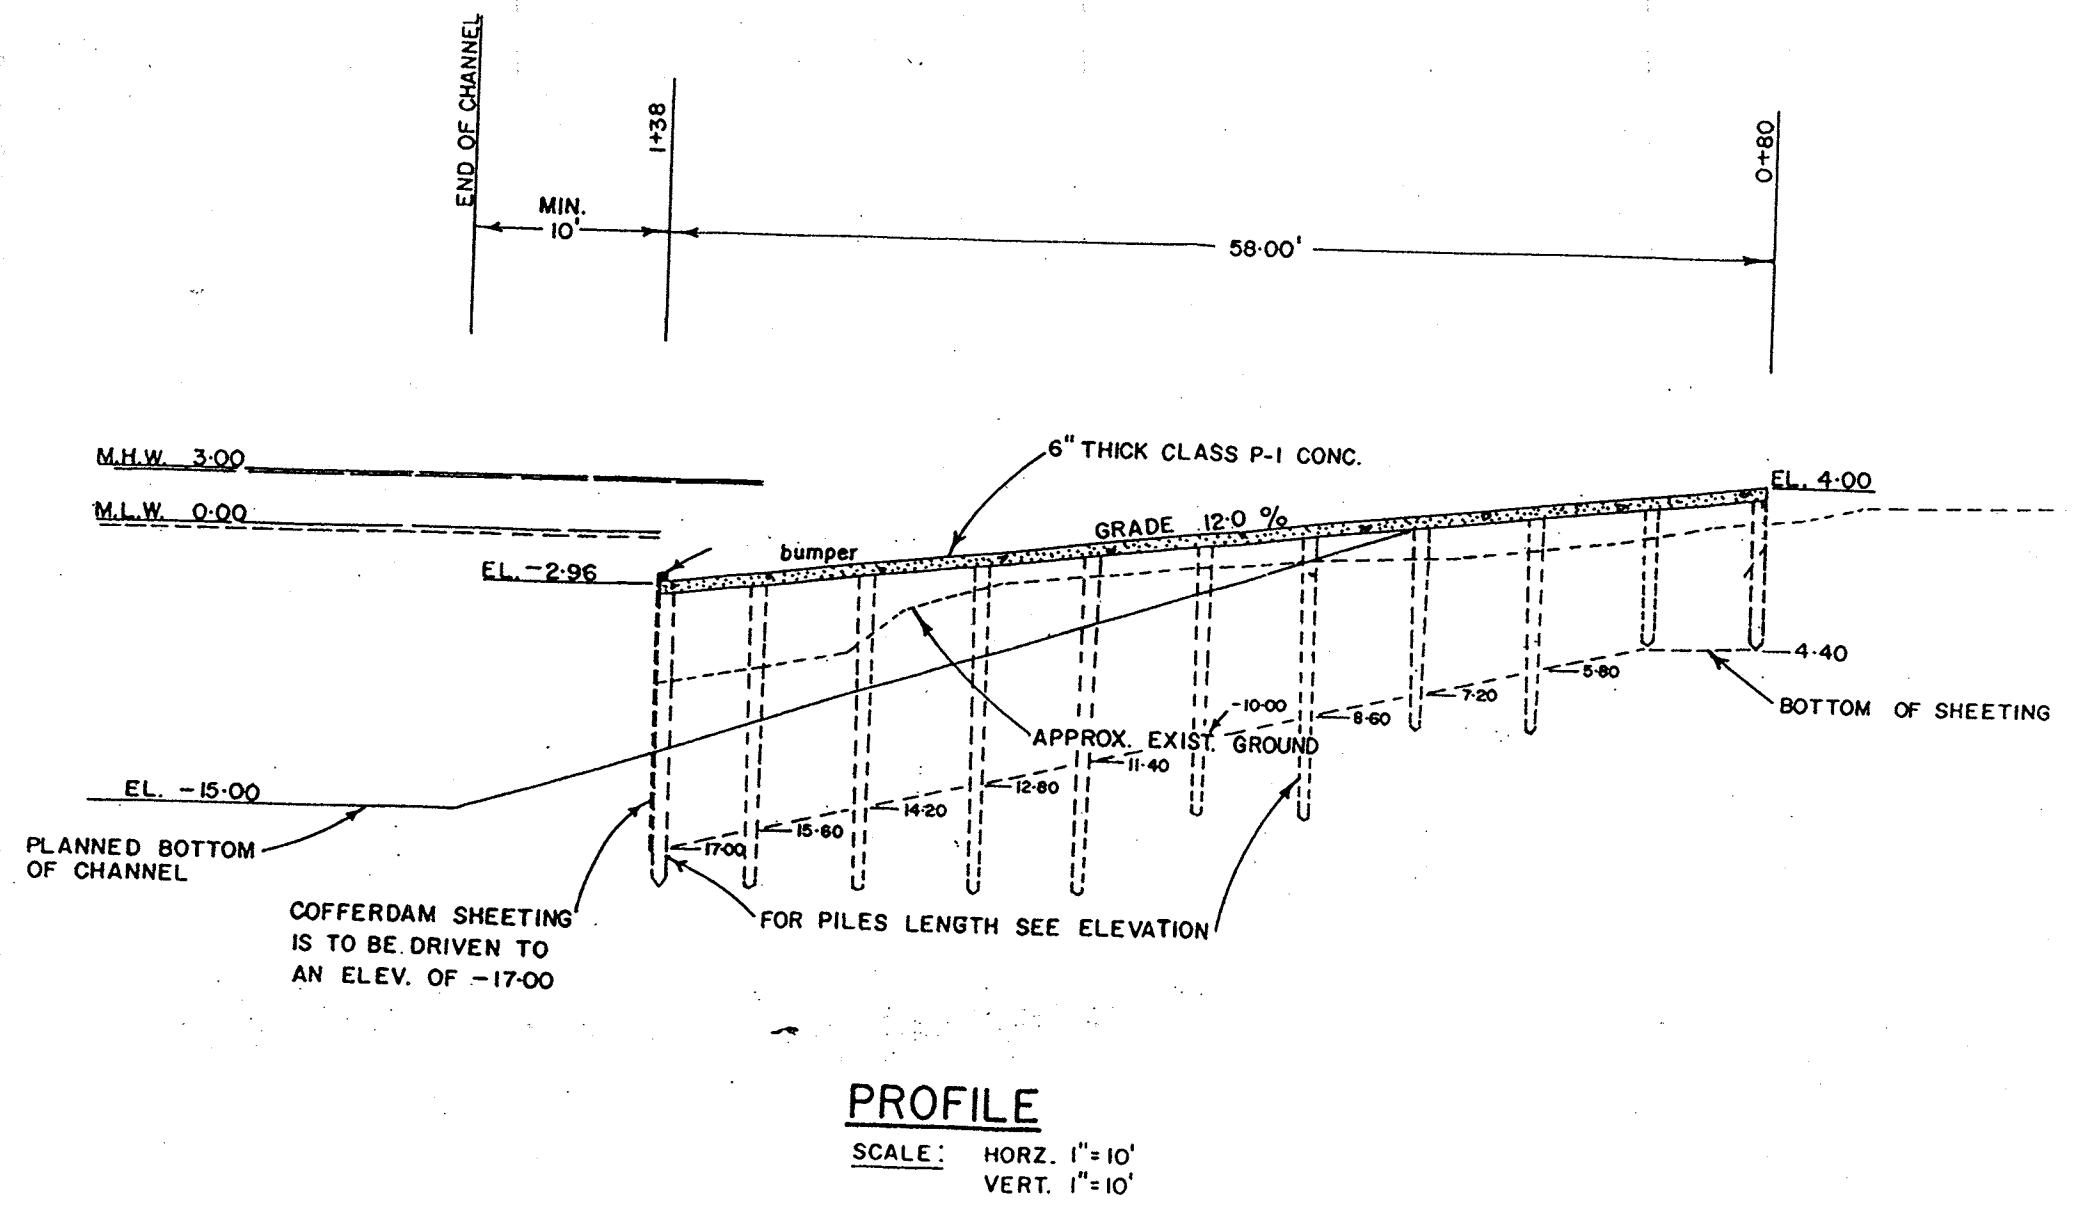 END OF CHANNEL
1+38
0+80
MIN.
10'
58.00'
M.H.W. 3.00
M.L.W. 0.00
6" THICK CLASS P-1 CONC.
EL. 4.00
GRADE 12.0 %
bumper
EL. -2.96
-4.40
-5.80
-7.20
-8.60
-10.00
BOTTOM OF SHEETING
APPROX. EXIST. GROUND
-11.40
-12.80
-14.20
-15.60
-17.00
EL. -15.00
PLANNED BOTTOM
OF CHANNEL
COFFERDAM SHEETING
IS TO BE DRIVEN TO
AN ELEV. OF -17.00
FOR PILES LENGTH SEE ELEVATION
PROFILE
SCALE: HORZ. 1"=10'
VERT. 1"=10'